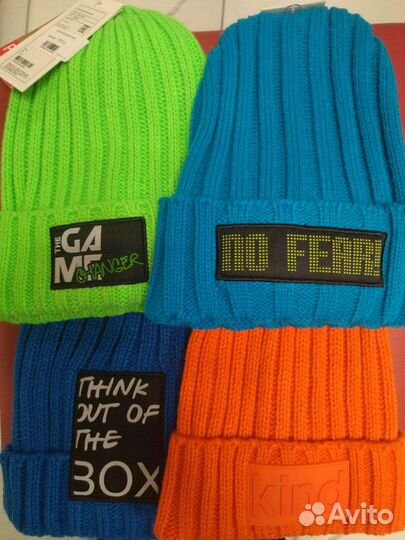 THE
GA
ME
CHANGER
NO FEAR!
THINK
OUT OF
THE
BOX
kind
Avito